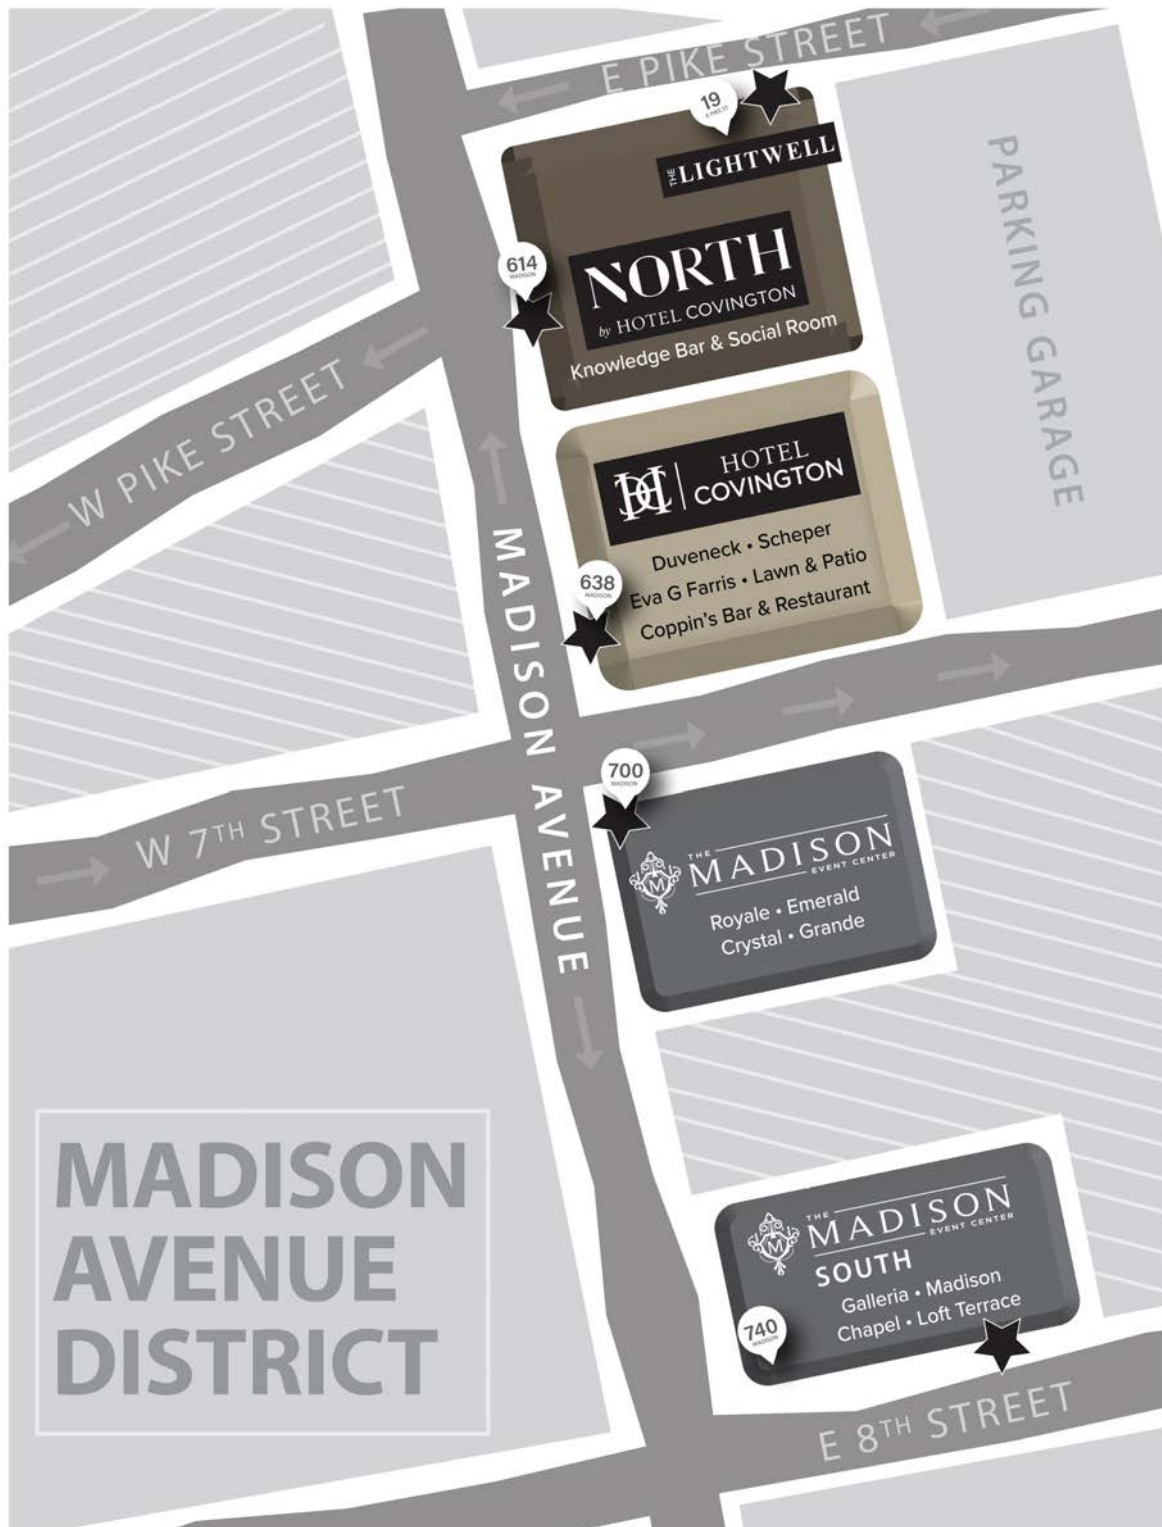 E PIKE STREET
19
E PIKE ST
THE LIGHTWELL
614
MADISON
NORTH
by HOTEL COVINGTON
Knowledge Bar & Social Room
PARKING GARAGE
W PIKE STREET
HC
HOTEL
COVINGTON
Duveneck • Scheper
Eva G Farris • Lawn & Patio
Coppin's Bar & Restaurant
638
MADISON
MADISON AVENUE
W 7TH STREET
700
MADISON
M
THE
MADISON
EVENT CENTER
Royale • Emerald
Crystal • Grande
MADISON
AVENUE
DISTRICT
M
THE
MADISON
EVENT CENTER
SOUTH
Galleria • Madison
Chapel • Loft Terrace
740
MADISON
E 8TH STREET